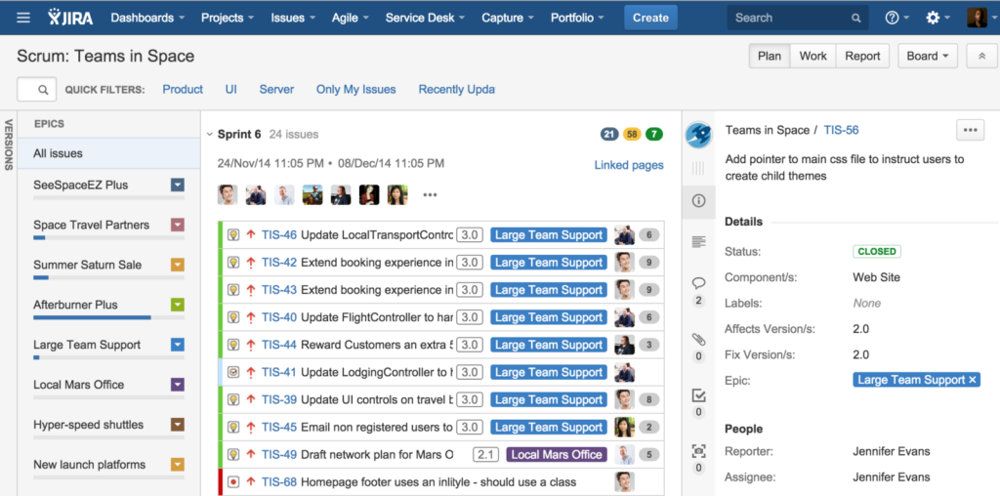 JIRA Dashboards Projects Issues Agile Service Desk Capture Portfolio Create Search
Scrum: Teams in Space
Plan Work Report Board
QUICK FILTERS: Product UI Server Only My Issues Recently Upda
VERSIONS
EPICS
All issues
SeeSpaceEZ Plus
Space Travel Partners
Summer Saturn Sale
Afterburner Plus
Large Team Support
Local Mars Office
Hyper-speed shuttles
New launch platforms
Sprint 6 24 issues 21 58 7
24/Nov/14 11:05 PM • 08/Dec/14 11:05 PM Linked pages
TIS-46 Update LocalTransportContro 3.0 Large Team Support 6
TIS-42 Extend booking experience in 3.0 Large Team Support 9
TIS-43 Extend booking experience in 3.0 Large Team Support 9
TIS-40 Update FlightController to har 3.0 Large Team Support 6
TIS-44 Reward Customers an extra 5 3.0 Large Team Support 3
TIS-41 Update LodgingController to h 3.0 Large Team Support
TIS-39 Update UI controls on travel b 3.0 Large Team Support 8
TIS-45 Email non registered users to 3.0 Large Team Support 2
TIS-49 Draft network plan for Mars O 2.1 Local Mars Office 5
TIS-68 Homepage footer uses an inlilyle - should use a class
2
0
0
0
Teams in Space / TIS-56
Add pointer to main css file to instruct users to
create child themes
Details
Status: CLOSED
Component/s: Web Site
Labels: None
Affects Version/s: 2.0
Fix Version/s: 2.0
Epic: Large Team Support ×
People
Reporter: Jennifer Evans
Assignee: Jennifer Evans